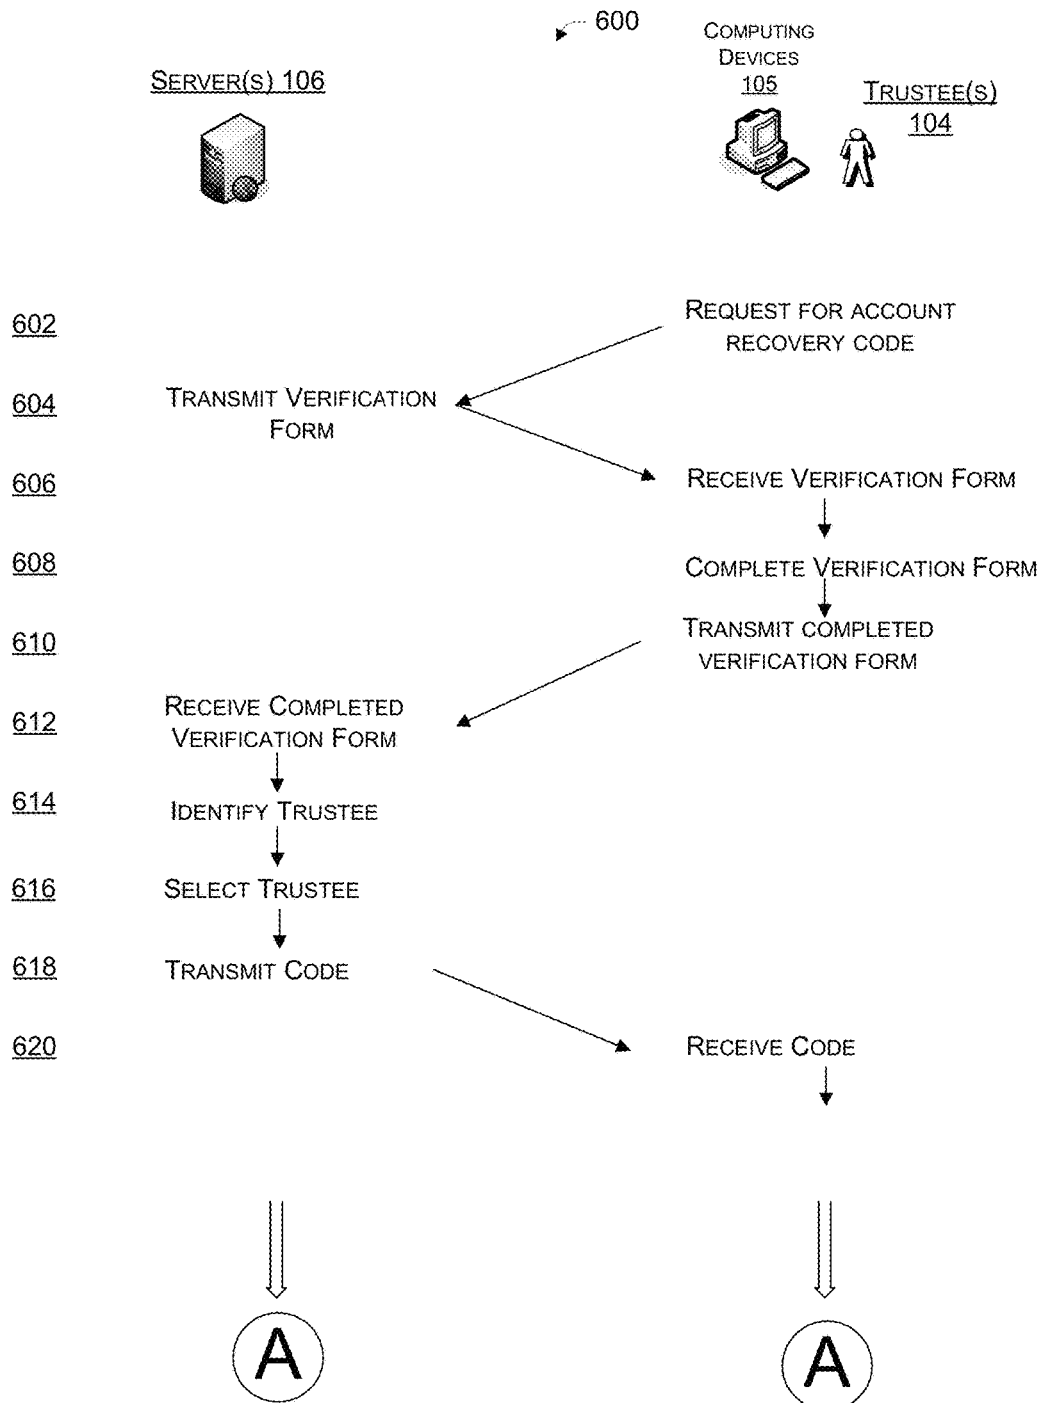 600
SERVER(S) 106
COMPUTING
DEVICES
105
TRUSTEE(S)
104
602
REQUEST FOR ACCOUNT
RECOVERY CODE
604
TRANSMIT VERIFICATION
FORM
606
RECEIVE VERIFICATION FORM
608
COMPLETE VERIFICATION FORM
610
TRANSMIT COMPLETED
VERIFICATION FORM
612
RECEIVE COMPLETED
VERIFICATION FORM
614
IDENTIFY TRUSTEE
616
SELECT TRUSTEE
618
TRANSMIT CODE
620
RECEIVE CODE
A
A